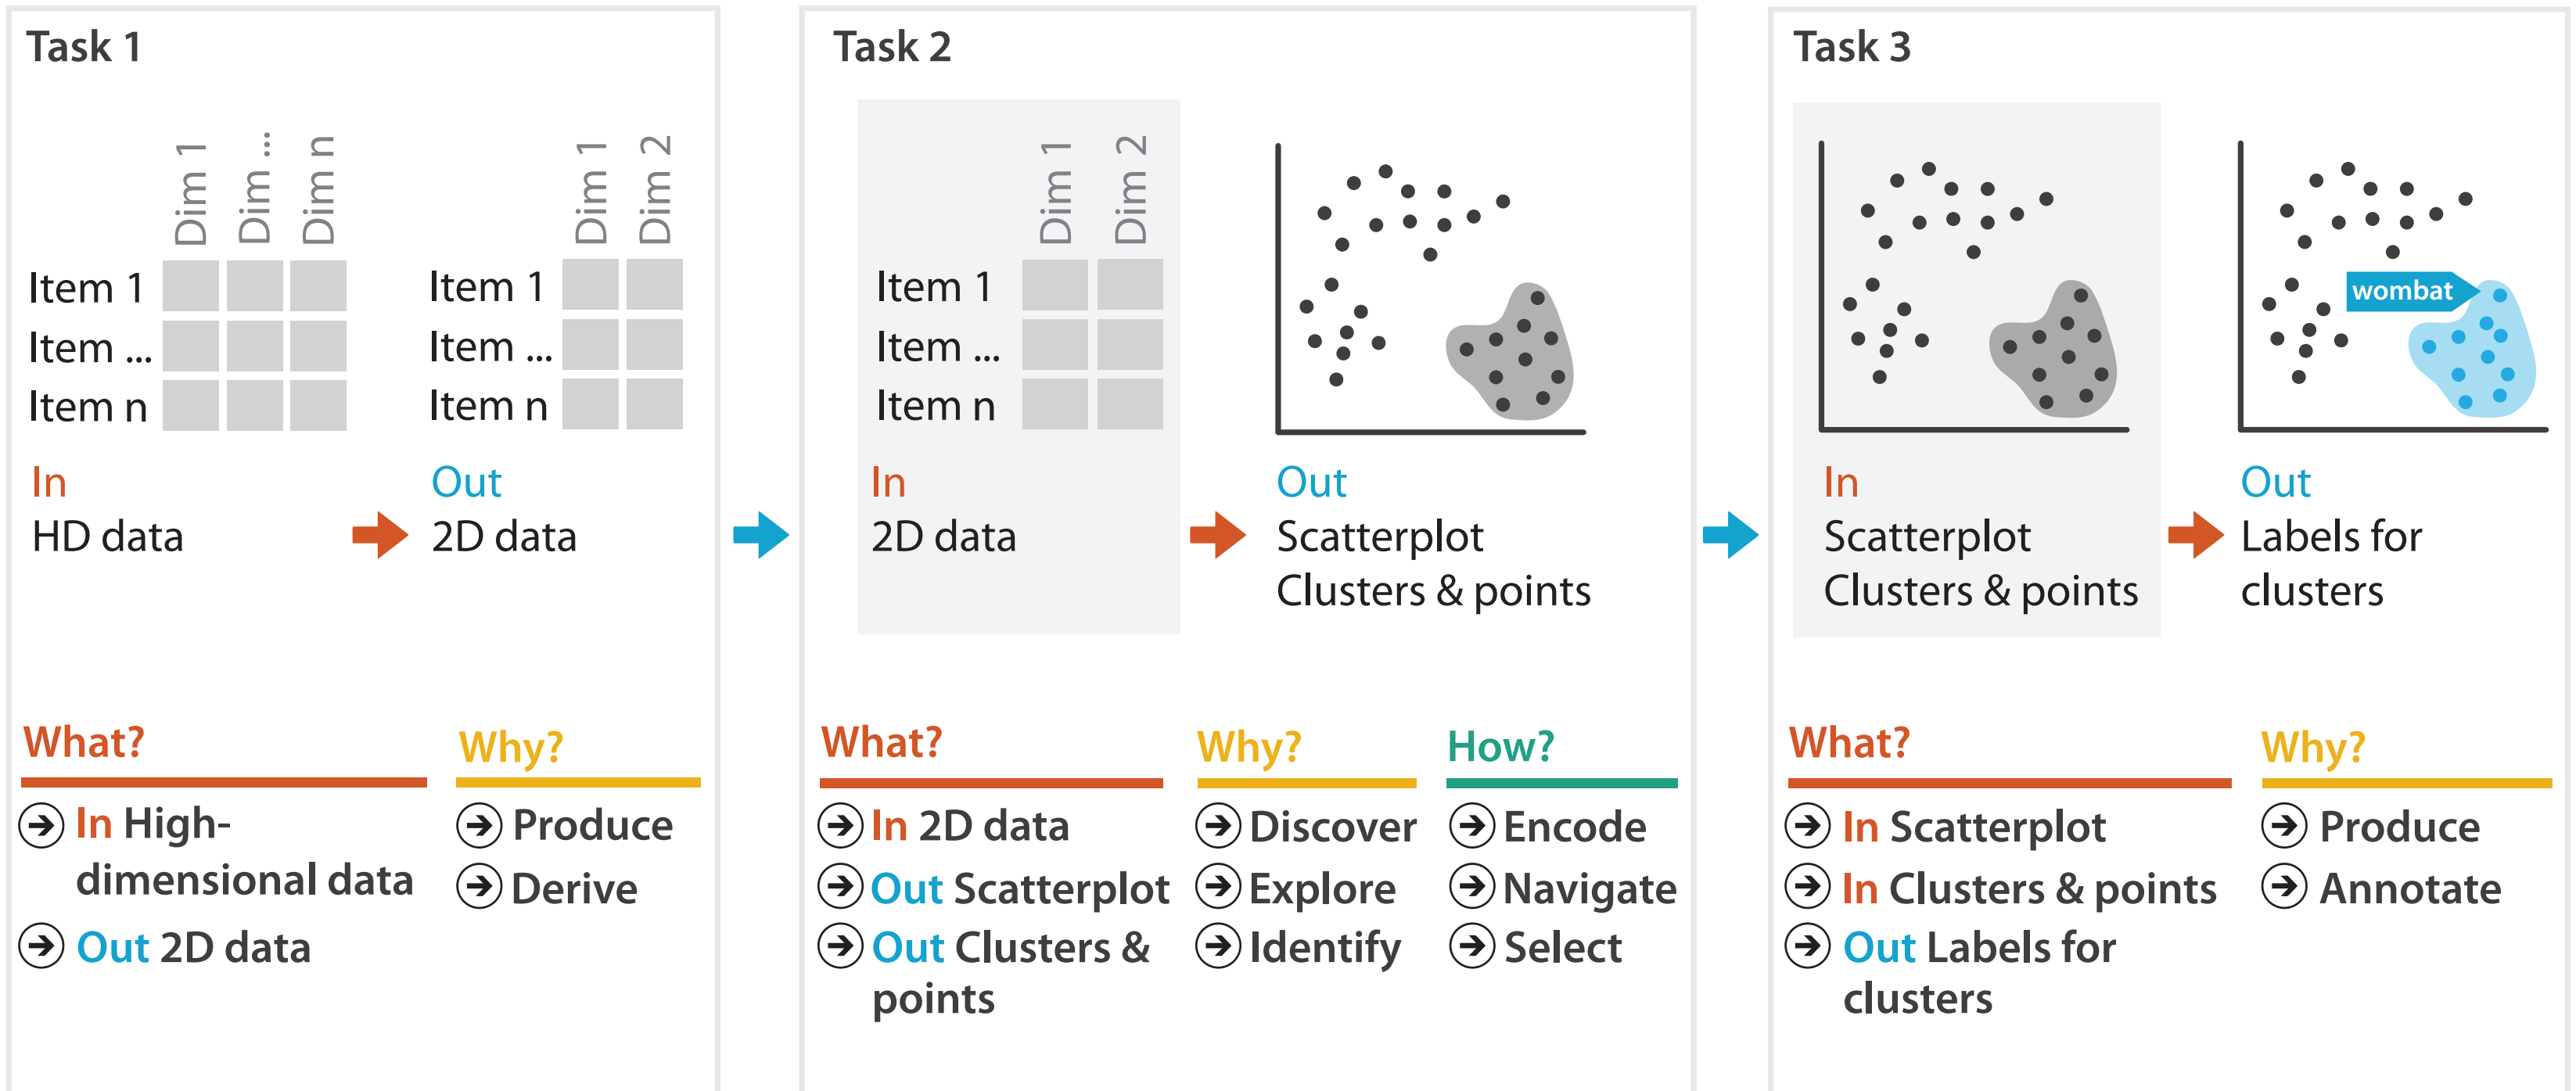 Task 1
Dim 1
Dim ...
Dim n
Item 1
Item ...
Item n
Dim 1
Dim 2
Item 1
Item ...
Item n
In
HD data
Out
2D data
What?
In High-
dimensional data
Out 2D data
Why?
Produce
Derive
Task 2
Dim 1
Dim 2
Item 1
Item ...
Item n
In
2D data
Out
Scatterplot
Clusters & points
What?
In 2D data
Out Scatterplot
Out Clusters &
points
Why?
Discover
Explore
Identify
How?
Encode
Navigate
Select
Task 3
In
Scatterplot
Clusters & points
wombat
Out
Labels for
clusters
What?
In Scatterplot
In Clusters & points
Out Labels for
clusters
Why?
Produce
Annotate